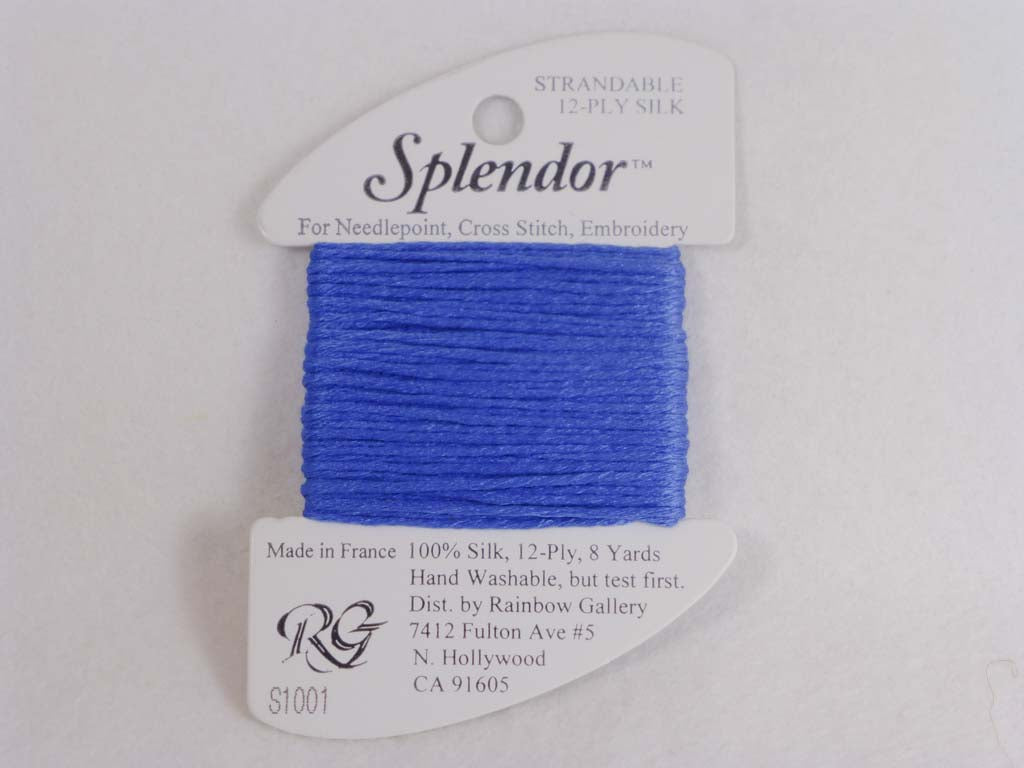 STRANDABLE
12-PLY SILK
Splendor™
For Needlepoint, Cross Stitch, Embroidery
Made in France 100% Silk, 12-Ply, 8 Yards
Hand Washable, but test first.
Dist. by Rainbow Gallery
7412 Fulton Ave #5
N. Hollywood
CA 91605
RG
S1001